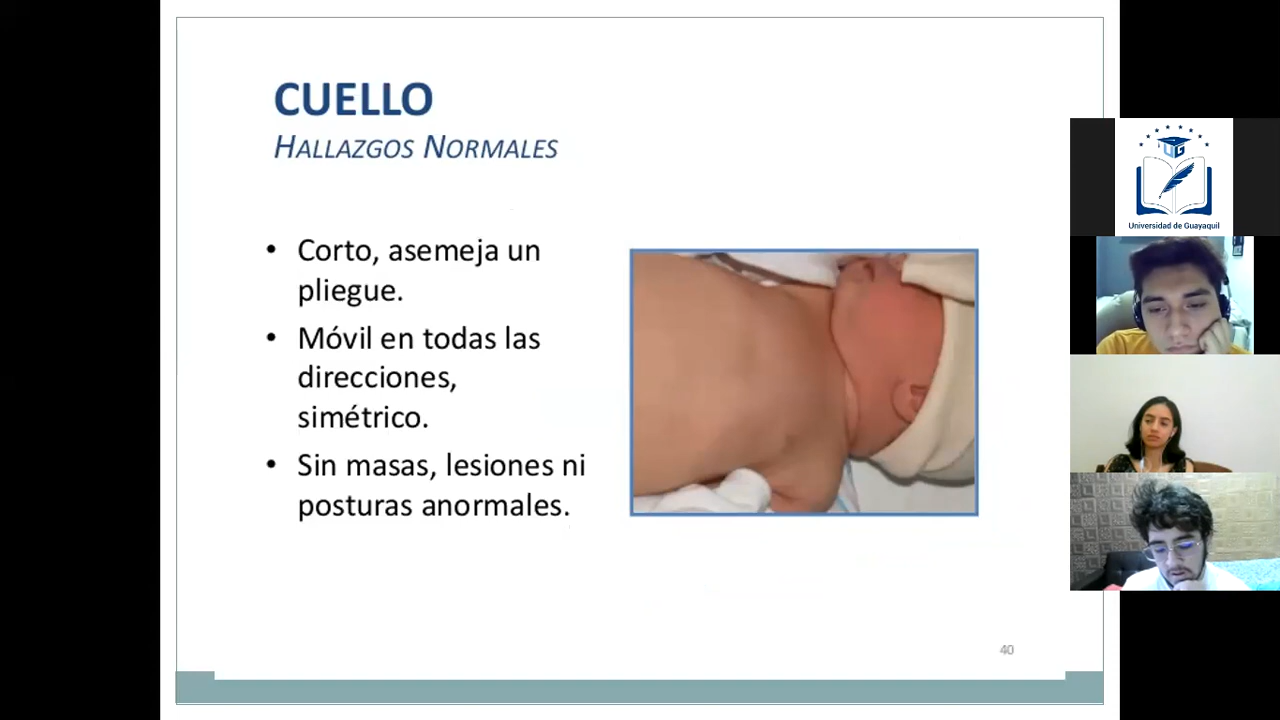 CUELLO
HALLAZGOS NORMALES
• Corto, asemeja un
pliegue.
• Móvil en todas las
direcciones,
simétrico.
• Sin masas, lesiones ni
posturas anormales.
40
UG
Universidad de Guayaquil